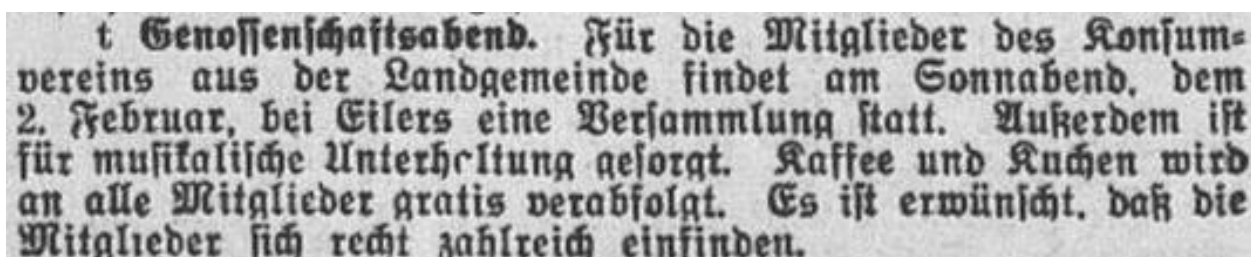 t Genossenschaftsabend. Für die Mitglieder des Konsum-
vereins aus der Landgemeinde findet am Sonnabend, dem
2. Februar, bei Eilers eine Versammlung statt. Außerdem ist
für musikalische Unterhaltung gesorgt. Kaffee und Kuchen wird
an alle Mitglieder gratis verabfolgt. Es ist erwünscht, daß die
Mitglieder sich recht zahlreich einfinden.